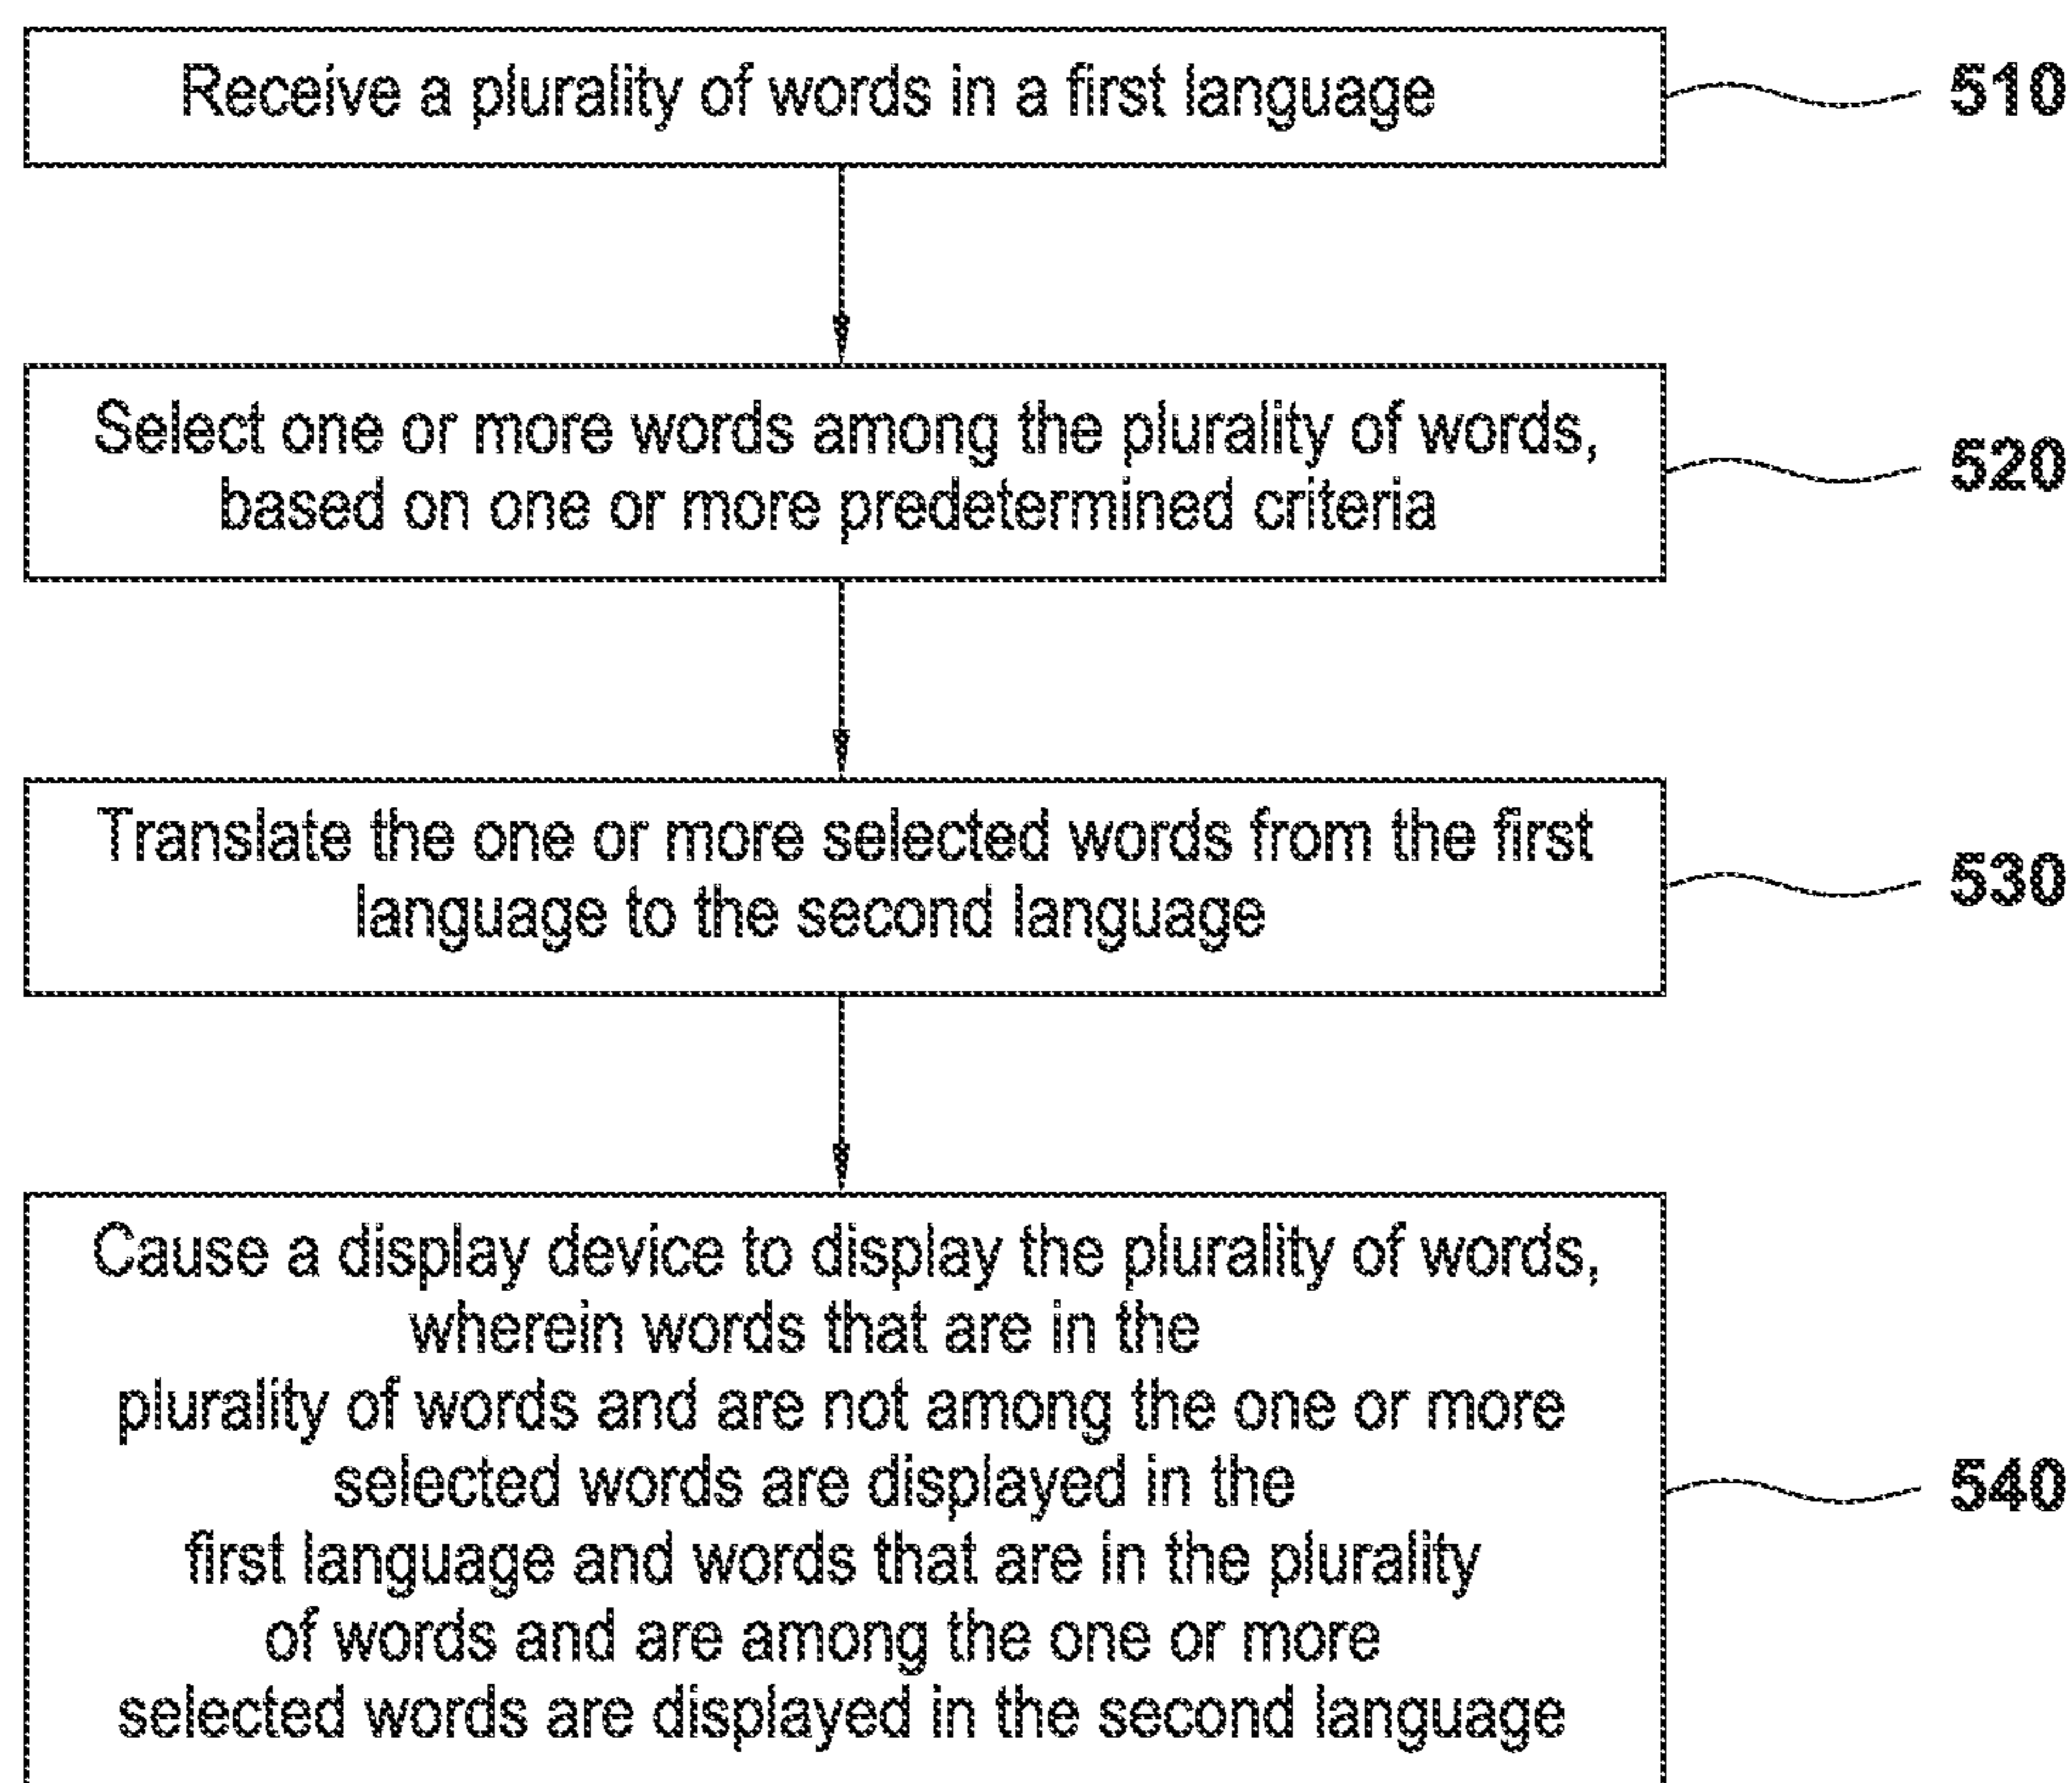 Receive a plurality of words in a first language
510
Select one or more words among the plurality of words,
based on one or more predetermined criteria
520
Translate the one or more selected words from the first
language to the second language
530
Cause a display device to display the plurality of words,
wherein words that are in the
plurality of words and are not among the one or more
selected words are displayed in the
first language and words that are in the plurality
of words and are among the one or more
selected words are displayed in the second language
540